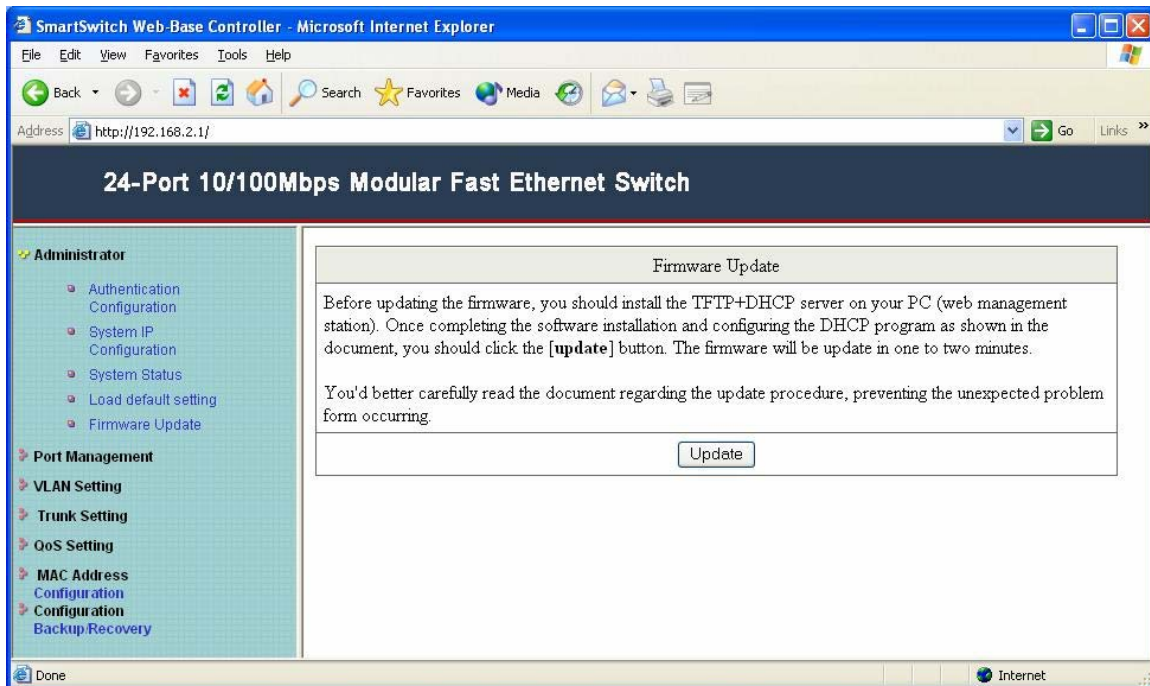 SmartSwitch Web-Base Controller - Microsoft Internet Explorer
File Edit View Favorites Tools Help
Back Search Favorites Media
Address http://192.168.2.1/ Go Links »
24-Port 10/100Mbps Modular Fast Ethernet Switch
Administrator
Authentication
Configuration
System IP
Configuration
System Status
Load default setting
Firmware Update
Port Management
VLAN Setting
Trunk Setting
QoS Setting
MAC Address
Configuration
Configuration
Backup/Recovery
Firmware Update
Before updating the firmware, you should install the TFTP+DHCP server on your PC (web management
station). Once completing the software installation and configuring the DHCP program as shown in the
document, you should click the [update] button. The firmware will be update in one to two minutes.
You'd better carefully read the document regarding the update procedure, preventing the unexpected problem
form occurring.
Update
Done Internet